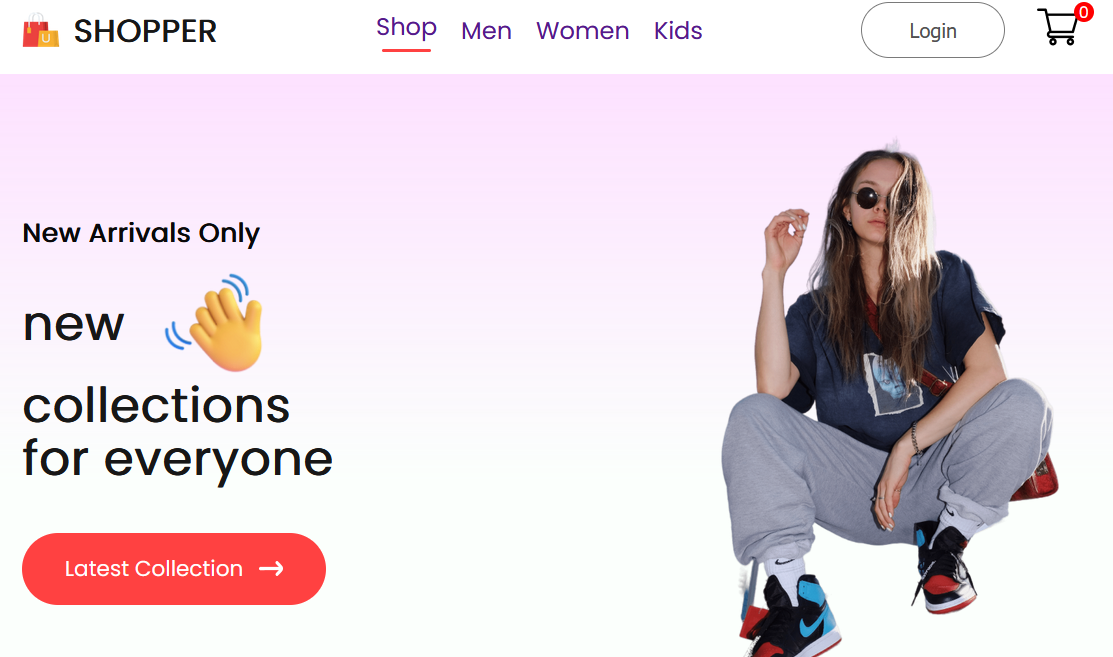 SHOPPER
Shop Men Women Kids
Login
0
New Arrivals Only
new
collections
for everyone
Latest Collection